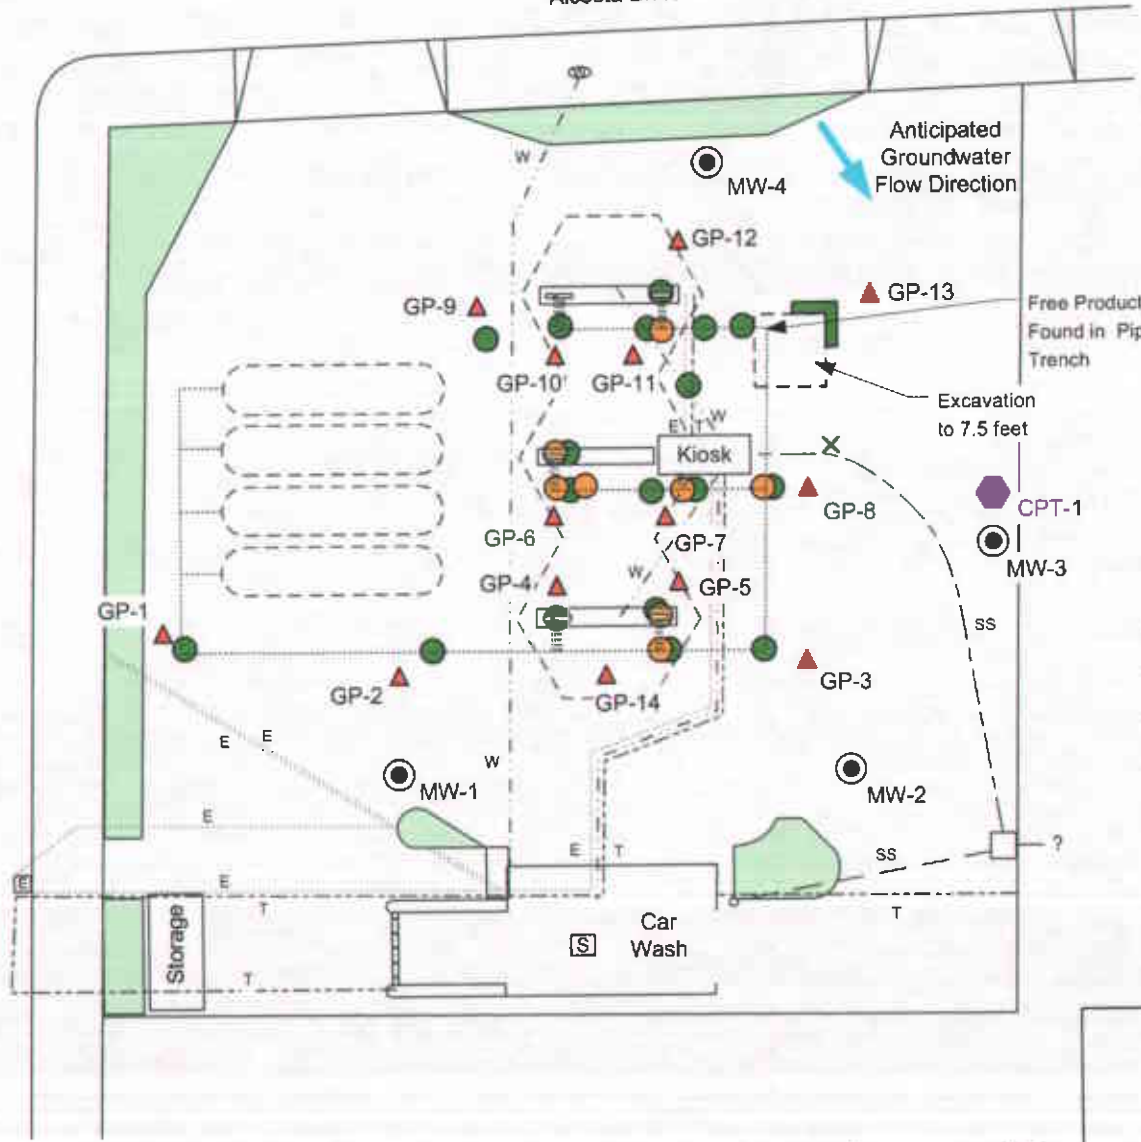 W
Anticipated
Groundwater
Flow Direction
MW-4
GP-12
GP-9
GP-13
Free Product
GP-10'
GP-11
Found in Pip
Trench
E T W
Excavation
to 7.5 feet
Kiosk
GP-8
CPT-1
GP-6
GP-7
MW-3
GP-4
W
GP-5
GP-1
SS
GP-2
GP-14
GP-3
E E
W
MW-1
MW-2
E
E T
SS
?
E
E
T
T
Storage
S
Car
Wash
T